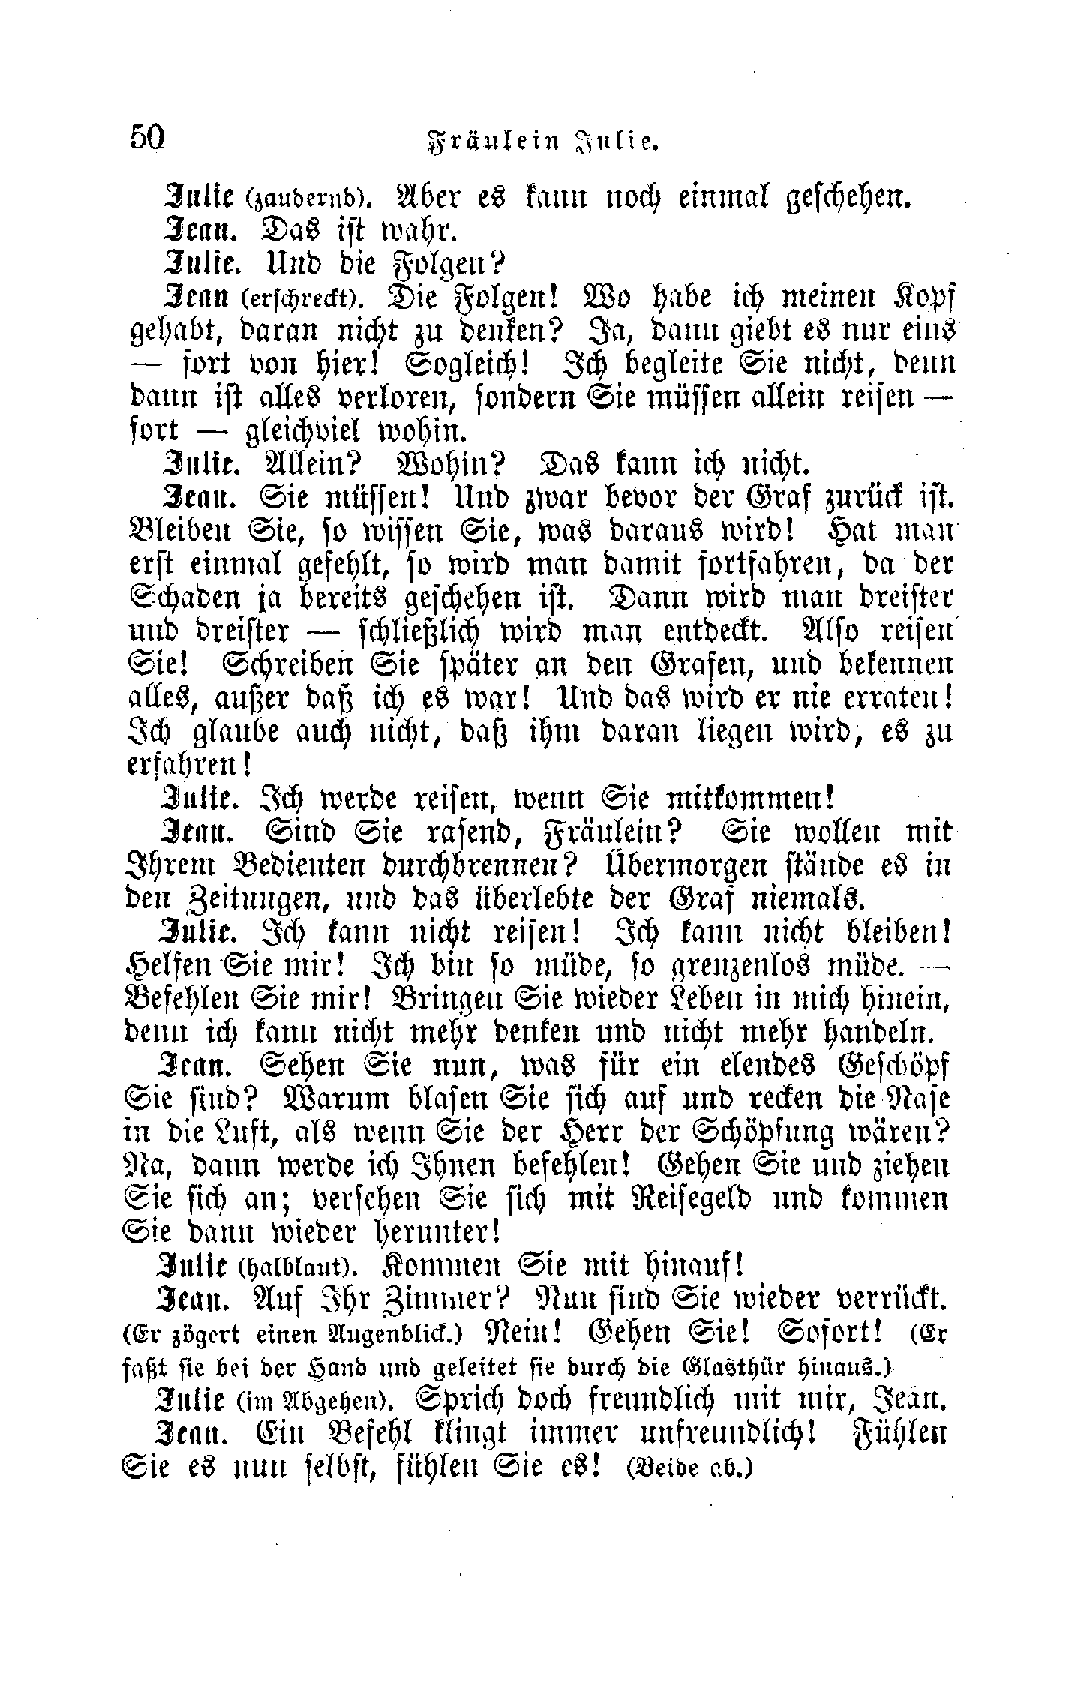 50 Fräulein Julie.
Julie (zaudernd). Aber es kann noch einmal geschehen.
Jean. Das ist wahr.
Julie. Und die Folgen?
Jean (erschreckt). Die Folgen! Wo habe ich meinen Kopf
gehabt, daran nicht zu denken? Ja, dann giebt es nur eins
— fort von hier! Sogleich! Ich begleite Sie nicht, denn
dann ist alles verloren, sondern Sie müssen allein reisen —
fort — gleichviel wohin.
Julie. Allein? Wohin? Das kann ich nicht.
Jean. Sie müssen! Und zwar bevor der Graf zurück ist.
Bleiben Sie, so wissen Sie, was daraus wird! Hat man
erst einmal gefehlt, so wird man damit fortfahren, da der
Schaden ja bereits geschehen ist. Dann wird man dreister
und dreister — schließlich wird man entdeckt. Also reisen
Sie! Schreiben Sie später an den Grafen, und bekennen
alles, außer daß ich es war! Und das wird er nie erraten!
Ich glaube auch nicht, daß ihm daran liegen wird, es zu
erfahren!
Julie. Ich werde reisen, wenn Sie mitkommen!
Jean. Sind Sie rasend, Fräulein? Sie wollen mit
Ihrem Bedienten durchbrennen? Übermorgen stände es in
den Zeitungen, und das überlebte der Graf niemals.
Julie. Ich kann nicht reisen! Ich kann nicht bleiben!
Helfen Sie mir! Ich bin so müde, so grenzenlos müde. —
Befehlen Sie mir! Bringen Sie wieder Leben in mich hinein,
denn ich kann nicht mehr denken und nicht mehr handeln.
Jean. Sehen Sie nun, was für ein elendes Geschöpf
Sie sind? Warum blasen Sie sich auf und recken die Nase
in die Luft, als wenn Sie der Herr der Schöpfung wären?
Na, dann werde ich Ihnen befehlen! Gehen Sie und ziehen
Sie sich an; versehen Sie sich mit Reisegeld und kommen
Sie dann wieder herunter!
Julie (halblaut). Kommen Sie mit hinauf!
Jean. Auf Ihr Zimmer? Nun sind Sie wieder verrückt.
(Er zögert einen Augenblick.) Nein! Gehen Sie! Sofort! (Er
faßt sie bei der Hand und geleitet sie durch die Glasthür hinaus.)
Julie (im Abgehen). Sprich doch freundlich mit mir, Jean.
Jean. Ein Befehl klingt immer unfreundlich! Fühlen
Sie es nun selbst, fühlen Sie es! (Beide ab.)